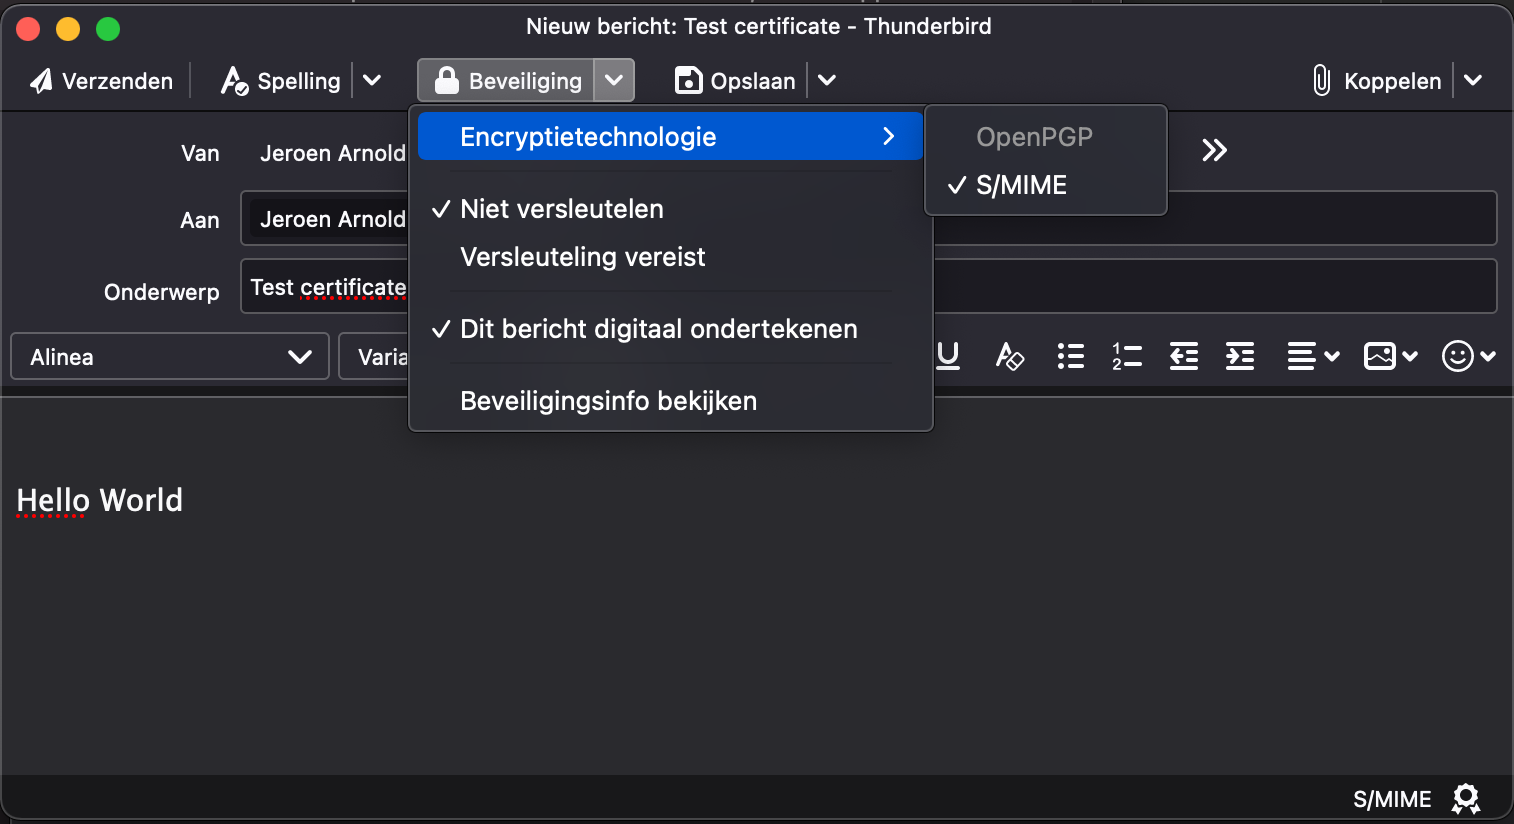 Nieuw bericht: Test certificate - Thunderbird
Verzenden Spelling Beveiliging Opslaan Koppelen
Encryptietechnologie
OpenPGP
S/MIME
Niet versleutelen
Versleuteling vereist
Dit bericht digitaal ondertekenen
Beveiligingsinfo bekijken
Van Jeroen Arnold
Aan Jeroen Arnold
Onderwerp Test certificate
Alinea Varia
Hello World
S/MIME